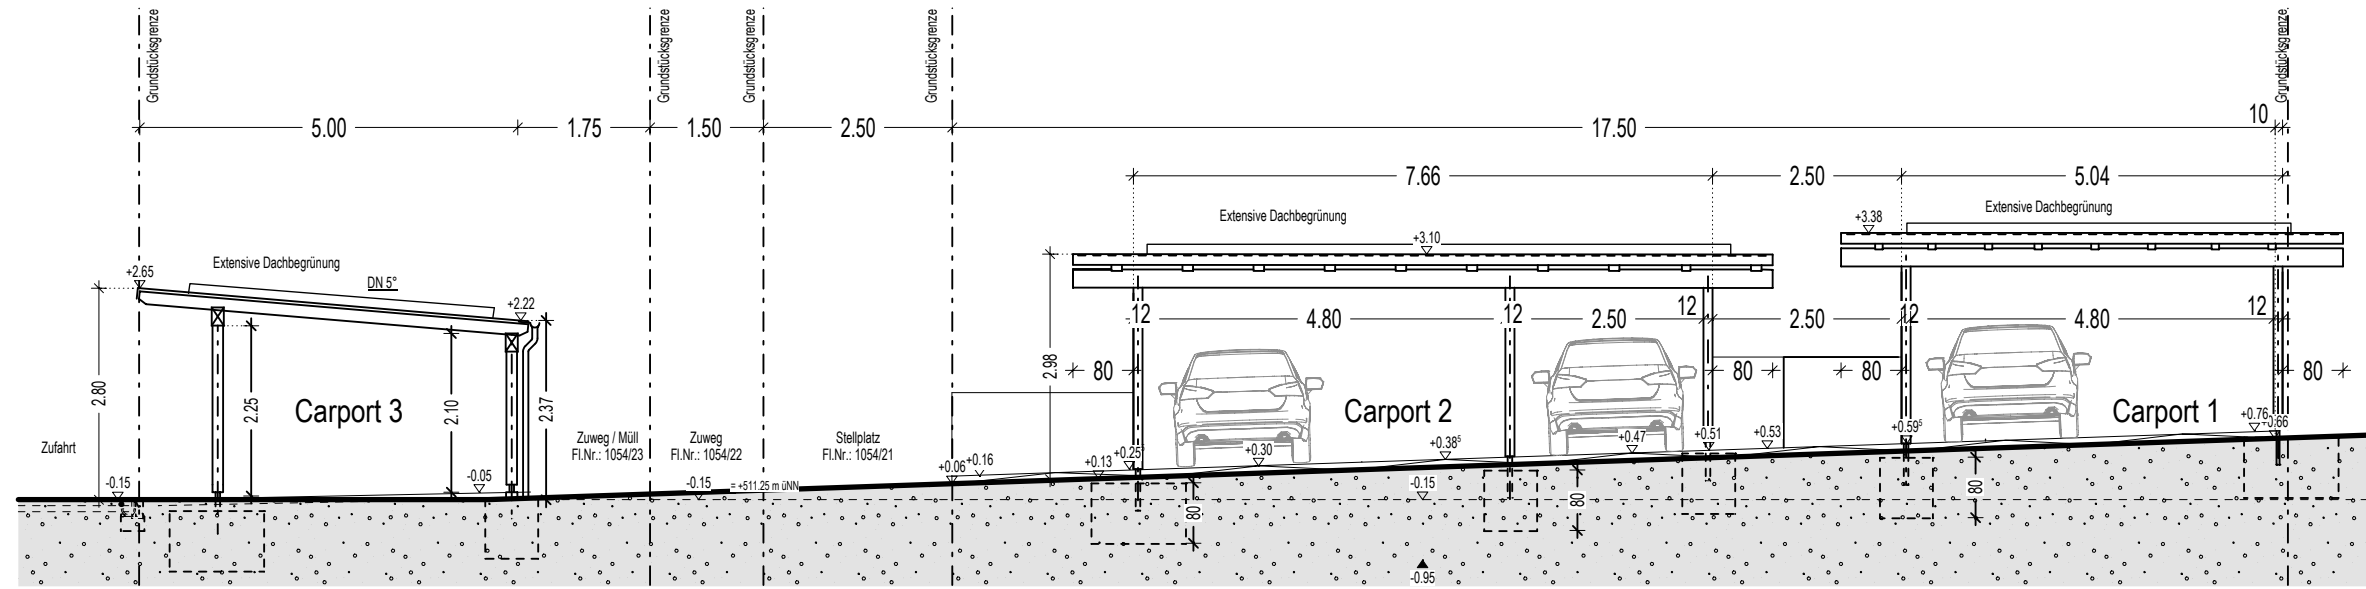 Grundstücksgrenze
Grundstücksgrenze
Grundstücksgrenze
Grundstücksgrenze
Grundstücksgrenze
5.00
1.75
1.50
2.50
17.50
10
7.66
2.50
5.04
Extensive Dachbegrünung
Extensive Dachbegrünung
+3.38
+3.10
Extensive Dachbegrünung
+2.65
DN 5°
+2.22
12
4.80
12
2.50
12
2.50
12
4.80
12
2.98
80
80
80
80
2.80
2.25
Carport 3
2.10
2.37
Carport 2
Carport 1
Zufahrt
Zuweg / Müll
Fl.Nr.: 1054/23
Zuweg
Fl.Nr.: 1054/22
Stellplatz
Fl.Nr.: 1054/21
-0.15
-0.05
-0.15
= +511.25 m üNN
+0.06
+0.16
+0.13
+0.25
+0.30
+0.38⁵
+0.47
+0.51
+0.53
+0.59⁵
+0.76
+0.66
-0.15
80
80
80
-0.95